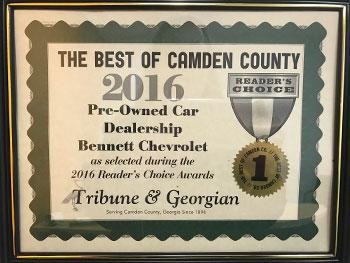 THE BEST OF CAMDEN COUNTY
2016
READER'S
CHOICE
Pre-Owned Car
Dealership
Bennett Chevrolet
as selected during the
2016 Reader's Choice Awards
1
Tribune & Georgian
Serving Camden County, Georgia Since 1894